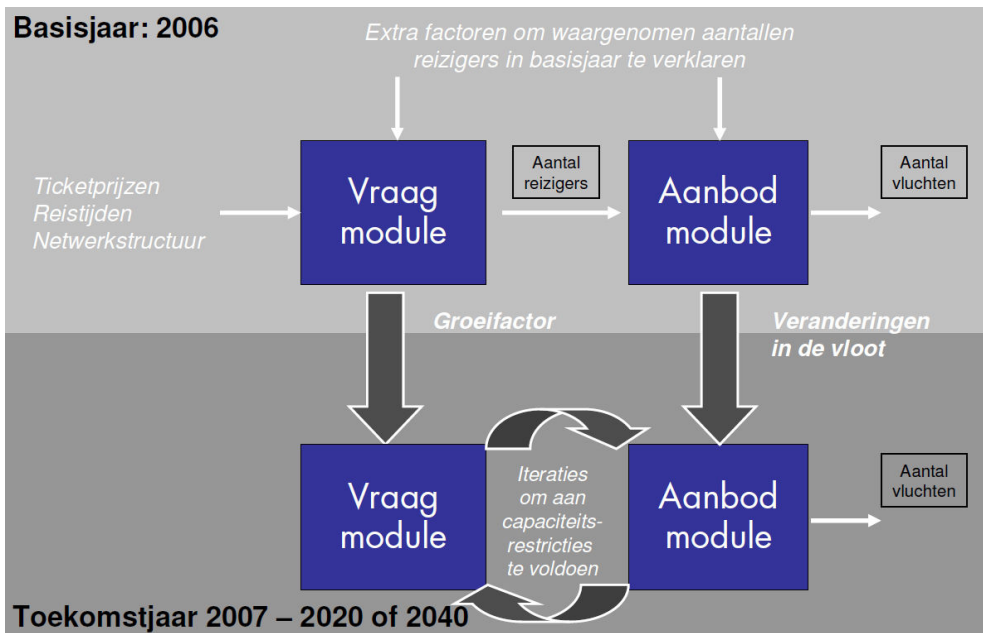 Basisjaar: 2006
Extra factoren om waargenomen aantallen
reizigers in basisjaar te verklaren
Ticketprijzen
Reistijden
Netwerkstructuur
Vraag
module
Aantal
reizigers
Aanbod
module
Aantal
vluchten
Groeifactor
Veranderingen
in de vloot
Vraag
module
Iteraties
om aan
capaciteits-
restricties
te voldoen
Aanbod
module
Aantal
vluchten
Toekomstjaar 2007 – 2020 of 2040